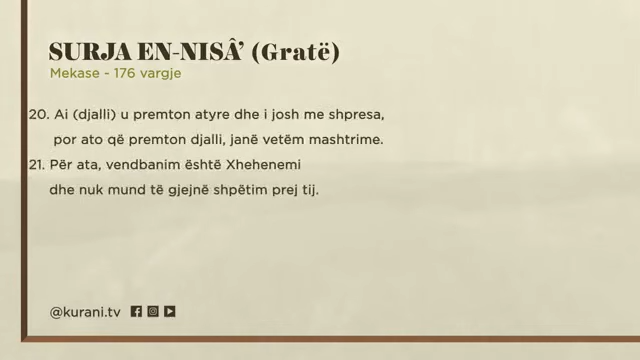 SURJA EN-NISÂ’ (Gratë)
Mekase - 176 vargje
20. Ai (djalli) u premton atyre dhe i josh me shpresa,
por ato që premton djalli, janë vetëm mashtrime.
21. Për ata, vendbanim është Xhehenemi
dhe nuk mund të gjejnë shpëtim prej tij.
@kurani.tv